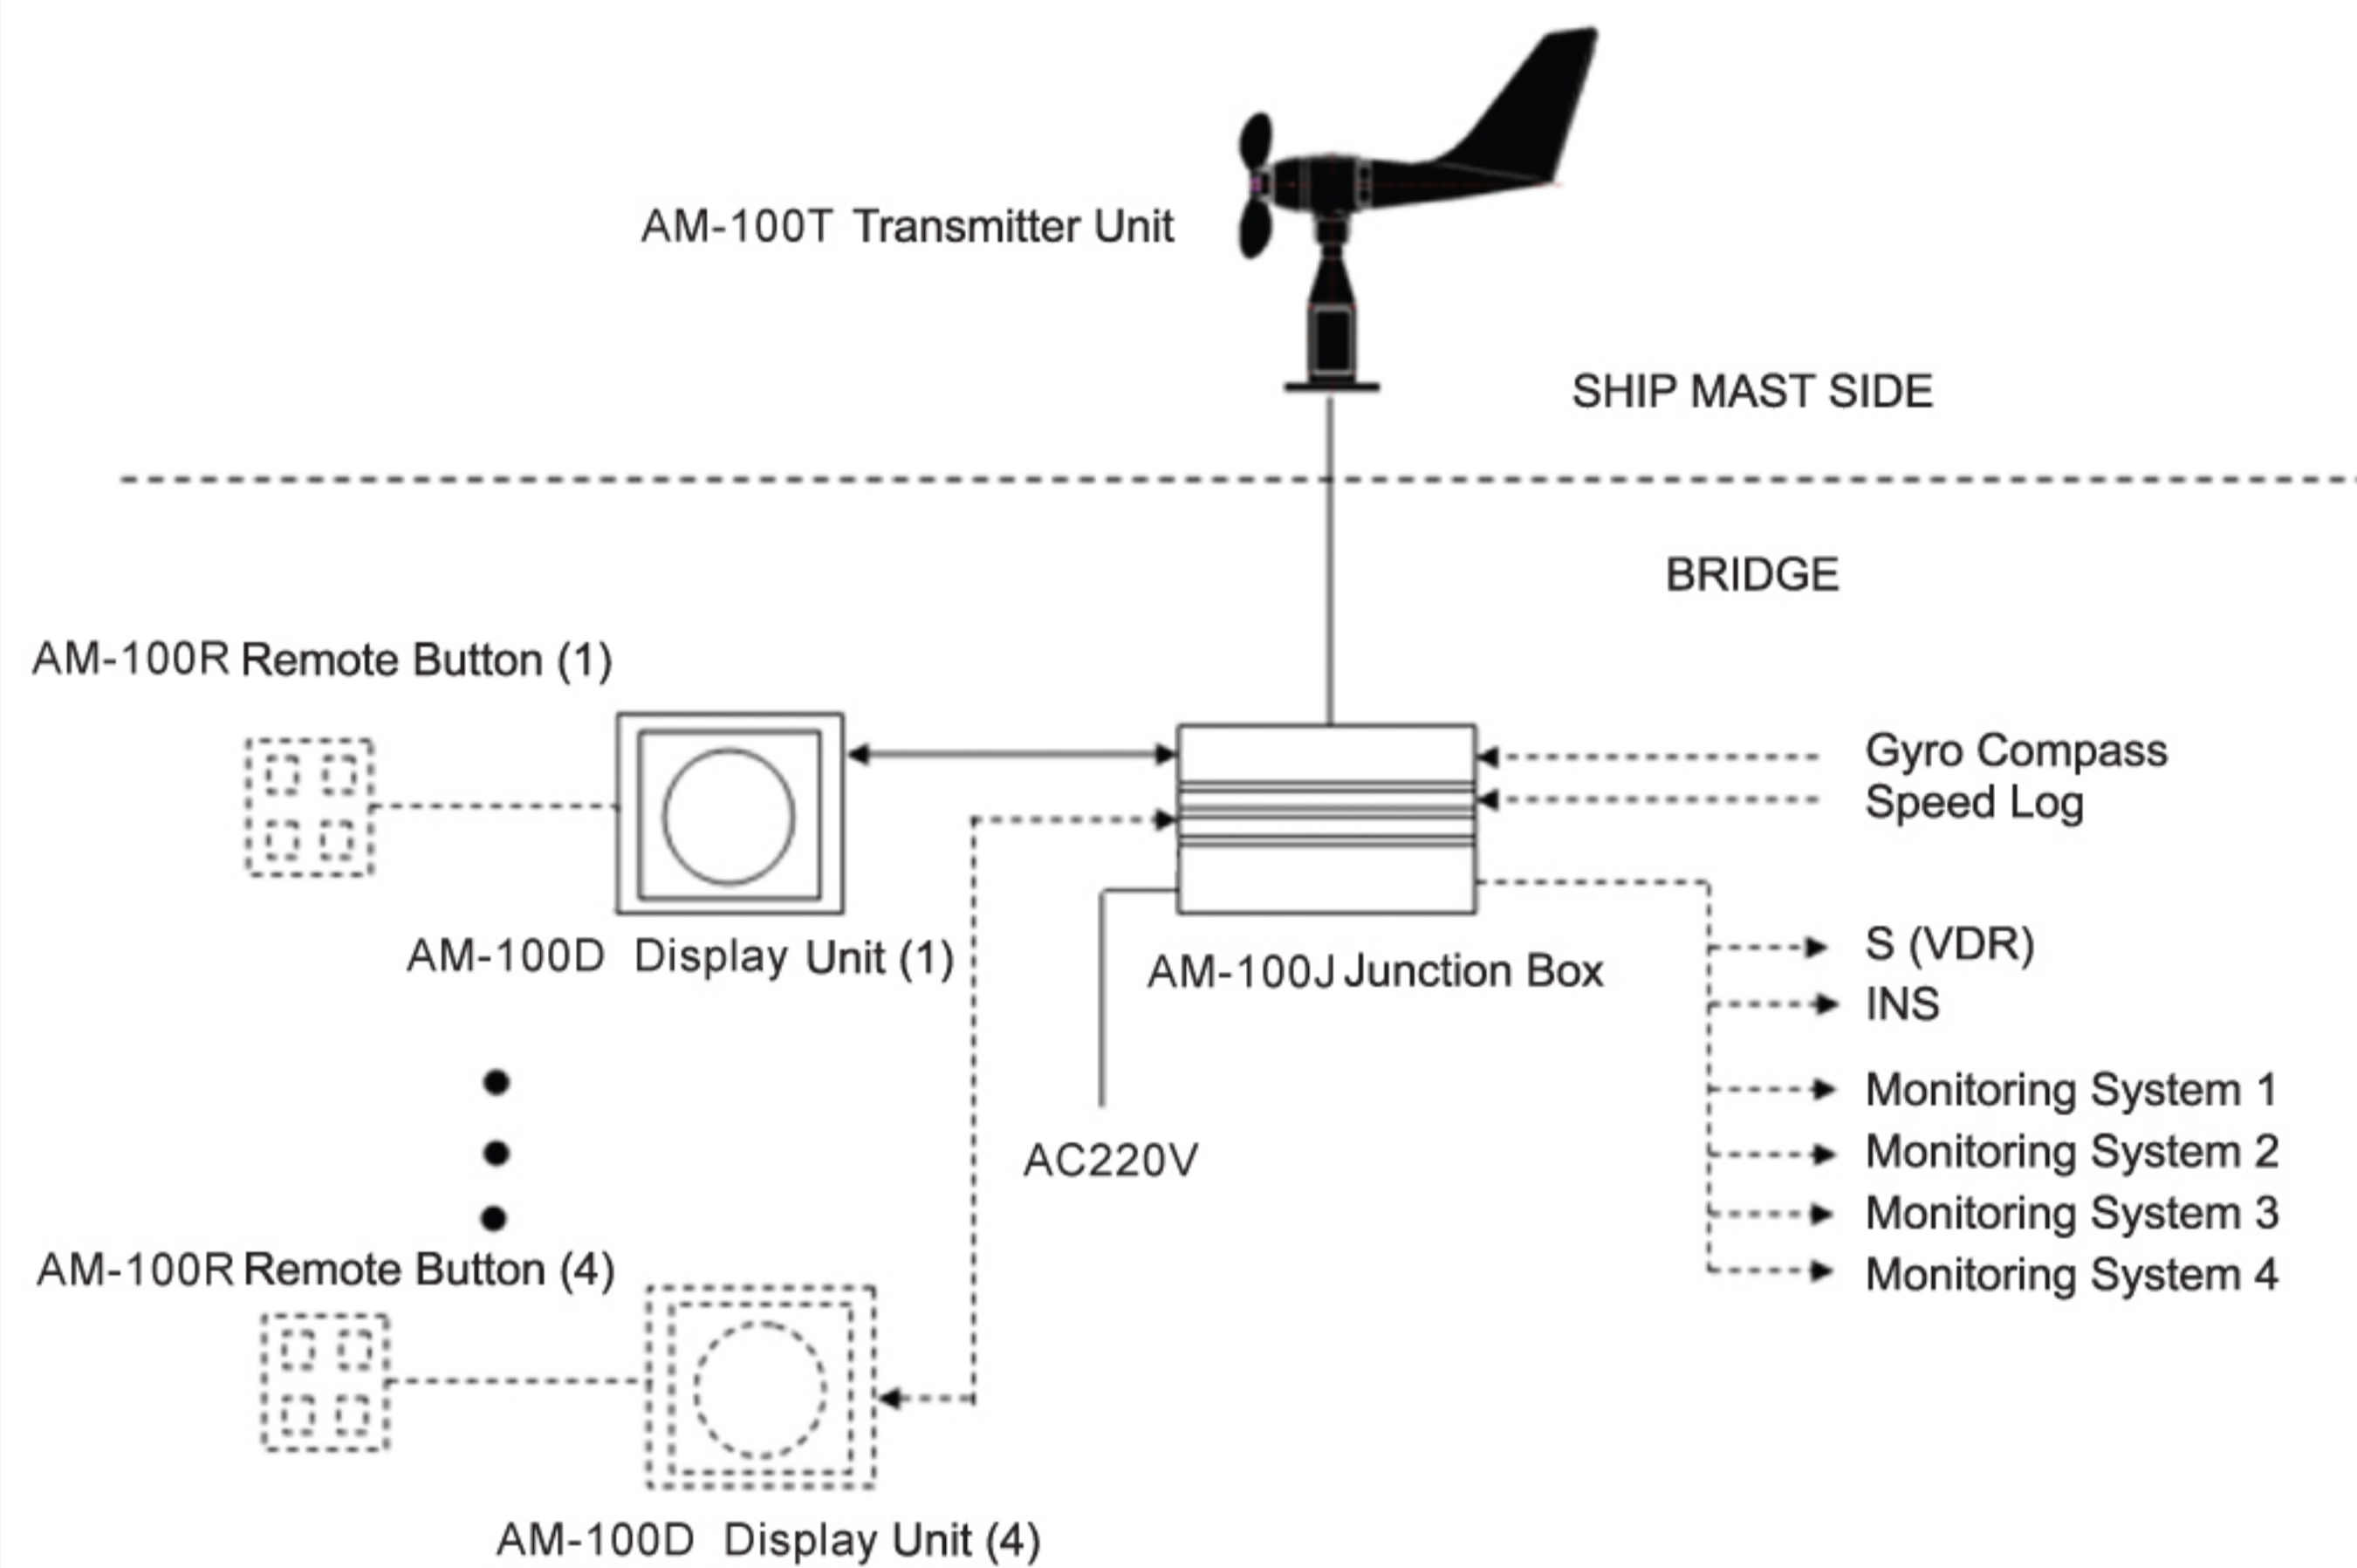 AM-100T Transmitter Unit
SHIP MAST SIDE
BRIDGE
AM-100R Remote Button (1)
Gyro Compass
Speed Log
AM-100D Display Unit (1)
AM-100J Junction Box
S (VDR)
INS
Monitoring System 1
AC220V
Monitoring System 2
Monitoring System 3
AM-100R Remote Button (4)
Monitoring System 4
AM-100D Display Unit (4)